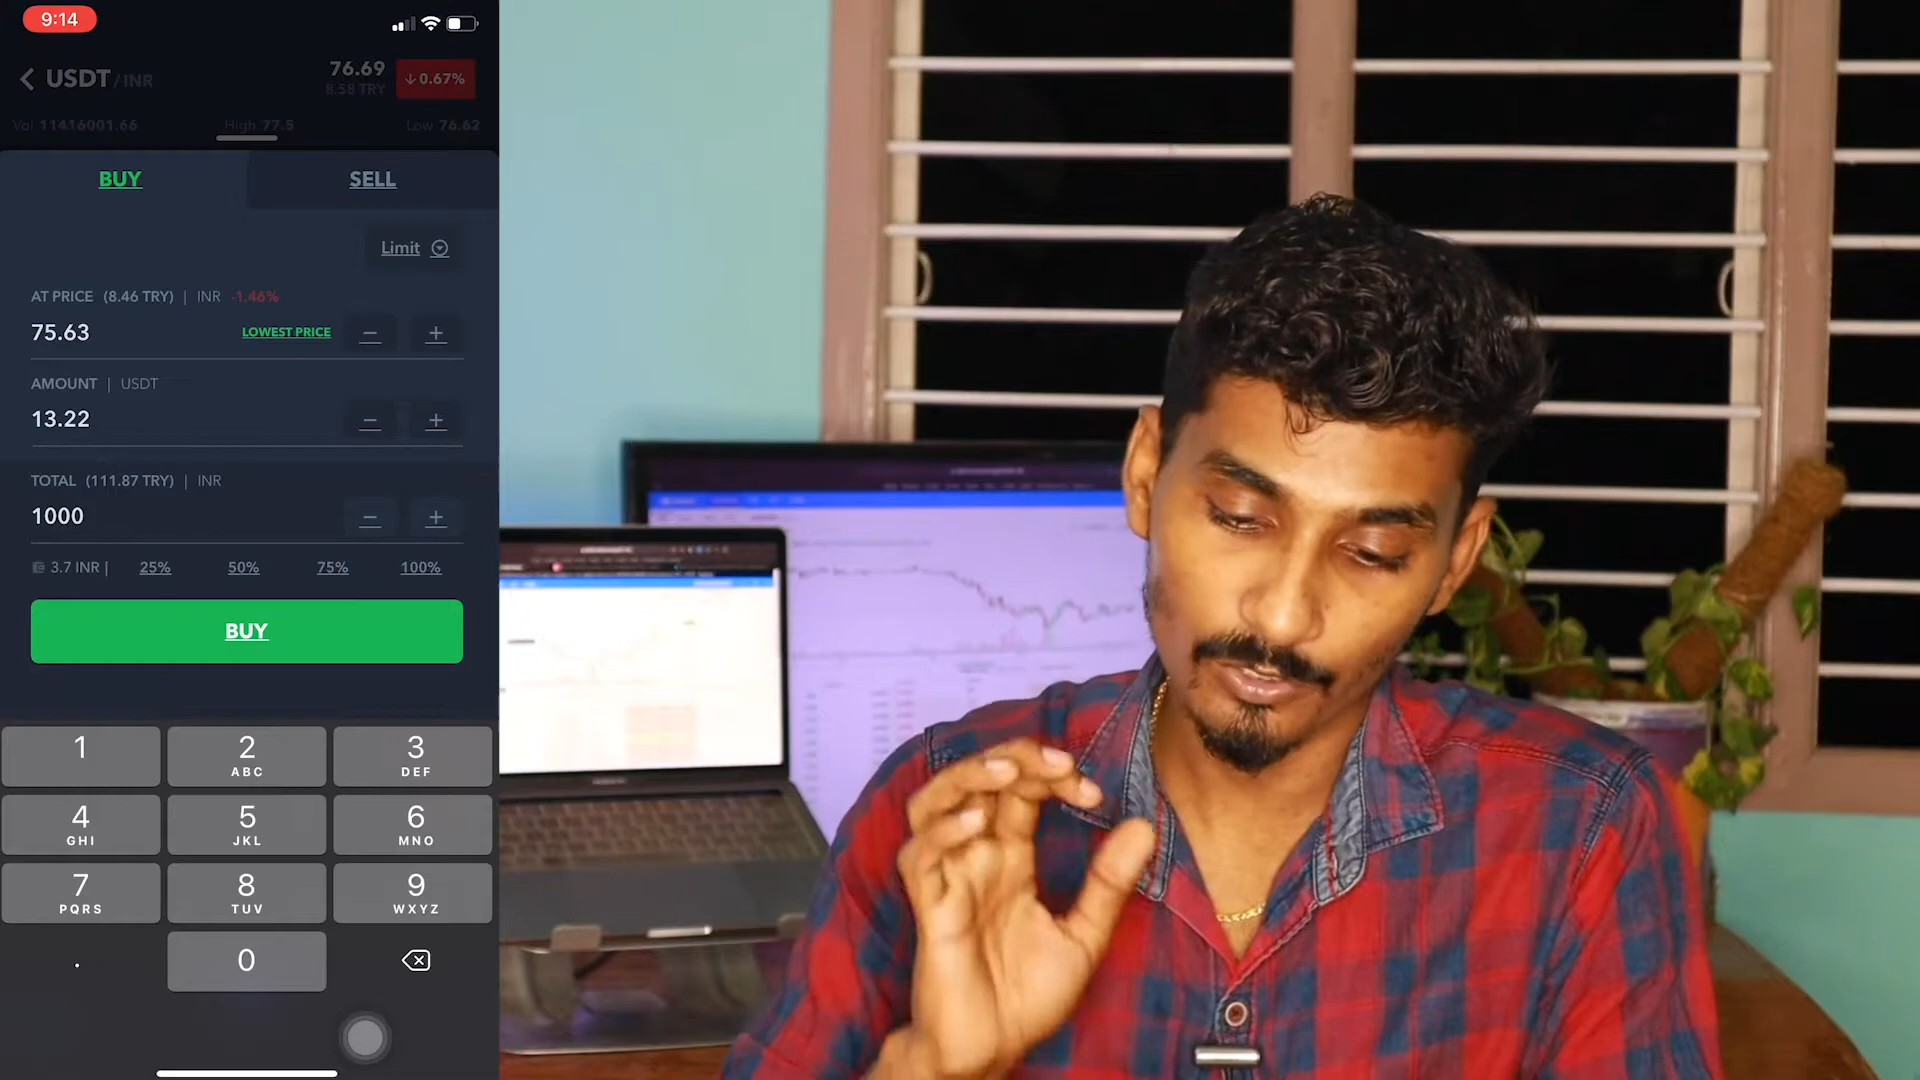 9:14
USDT/INR
76.69
8.58 TRY
↓0.67%
Vol 11416001.66
High 77.5
Low 76.62
BUY
SELL
Limit
AT PRICE (8.46 TRY) | INR -1.46%
75.63
LOWEST PRICE
− +
AMOUNT | USDT
13.22
− +
TOTAL (111.87 TRY) | INR
1000
− +
3.7 INR | 25% 50% 75% 100%
BUY
1
2 ABC
3 DEF
4 GHI
5 JKL
6 MNO
7 PQRS
8 TUV
9 WXYZ
.
0